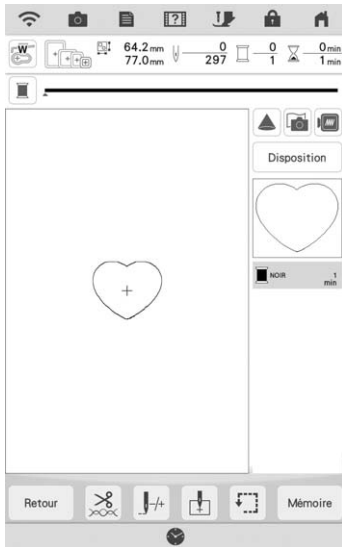 W
64.2 mm 0 0 0 min
77.0 mm 297 1 1 min
Disposition
NOIR 1 min
Retour -/+ Mémoire